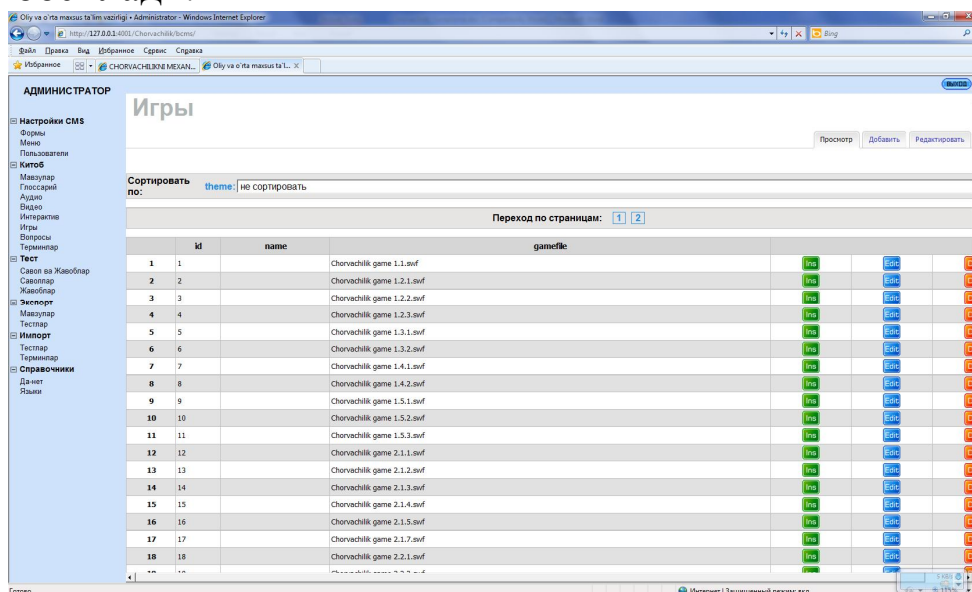 Oliy va o'rta maxsus ta'lim vazirligi • Administrator - Windows Internet Explorer
http://127.0.0.1:4001/Chorvachilik/bcms/
Bing
Файл Правка Вид Избранное Сервис Справка
Избранное CHORVACHILIKNI MEXAN... Oliy va o'rta maxsus ta'l... X
АДМИНИСТРАТОР
выход
Игры
Просмотр Добавить Редактировать
Настройки CMS
Формы
Меню
Пользователи
Китоб
Мавзулар
Глоссарий
Аудио
Видео
Интерактив
Игры
Вопросы
Терминлар
Тест
Савол ва Жавоблар
Саволлар
Жавоблар
Экспорт
Мавзулар
Тестлар
Импорт
Тестлар
Терминлар
Справочники
Да-нет
Языки
Сортировать по: theme: не сортировать
Переход по страницам: 1 2
id name gamefile
1 1 Chorvachilik game 1.1.swf Ins Edit
2 2 Chorvachilik game 1.2.1.swf Ins Edit
3 3 Chorvachilik game 1.2.2.swf Ins Edit
4 4 Chorvachilik game 1.2.3.swf Ins Edit
5 5 Chorvachilik game 1.3.1.swf Ins Edit
6 6 Chorvachilik game 1.3.2.swf Ins Edit
7 7 Chorvachilik game 1.4.1.swf Ins Edit
8 8 Chorvachilik game 1.4.2.swf Ins Edit
9 9 Chorvachilik game 1.5.1.swf Ins Edit
10 10 Chorvachilik game 1.5.2.swf Ins Edit
11 11 Chorvachilik game 1.5.3.swf Ins Edit
12 12 Chorvachilik game 2.1.1.swf Ins Edit
13 13 Chorvachilik game 2.1.2.swf Ins Edit
14 14 Chorvachilik game 2.1.3.swf Ins Edit
15 15 Chorvachilik game 2.1.4.swf Ins Edit
16 16 Chorvachilik game 2.1.5.swf Ins Edit
17 17 Chorvachilik game 2.1.7.swf Ins Edit
18 18 Chorvachilik game 2.2.1.swf Ins Edit
Готово Интернет | Защищенный режим: вкл